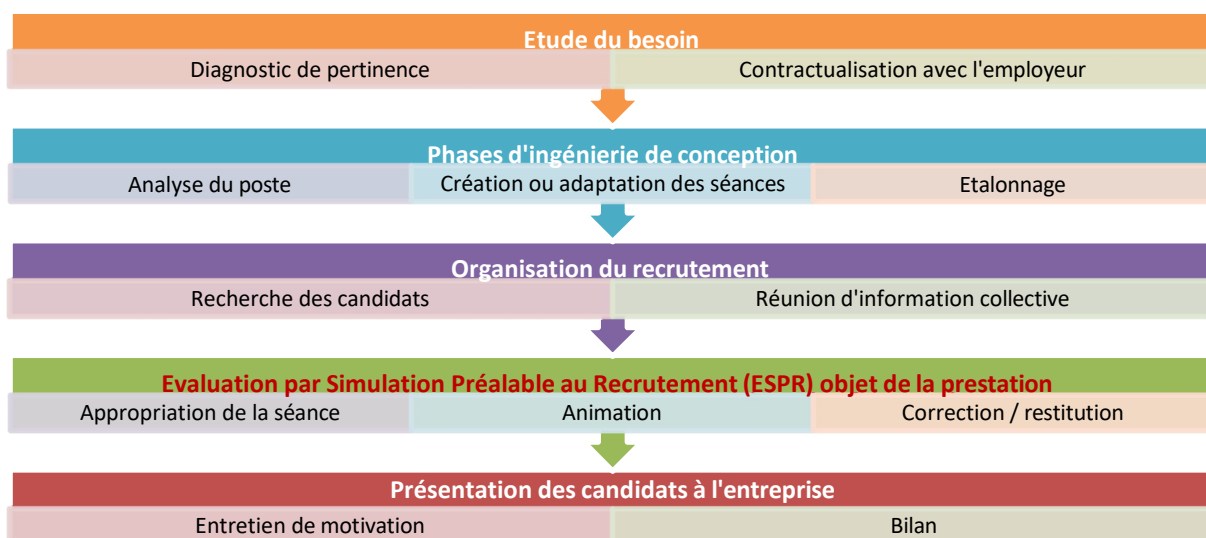 Etude du besoin
Diagnostic de pertinence
Contractualisation avec l'employeur
Phases d'ingénierie de conception
Analyse du poste
Création ou adaptation des séances
Etalonnage
Organisation du recrutement
Recherche des candidats
Réunion d'information collective
Evaluation par Simulation Préalable au Recrutement (ESPR) objet de la prestation
Appropriation de la séance
Animation
Correction / restitution
Présentation des candidats à l'entreprise
Entretien de motivation
Bilan